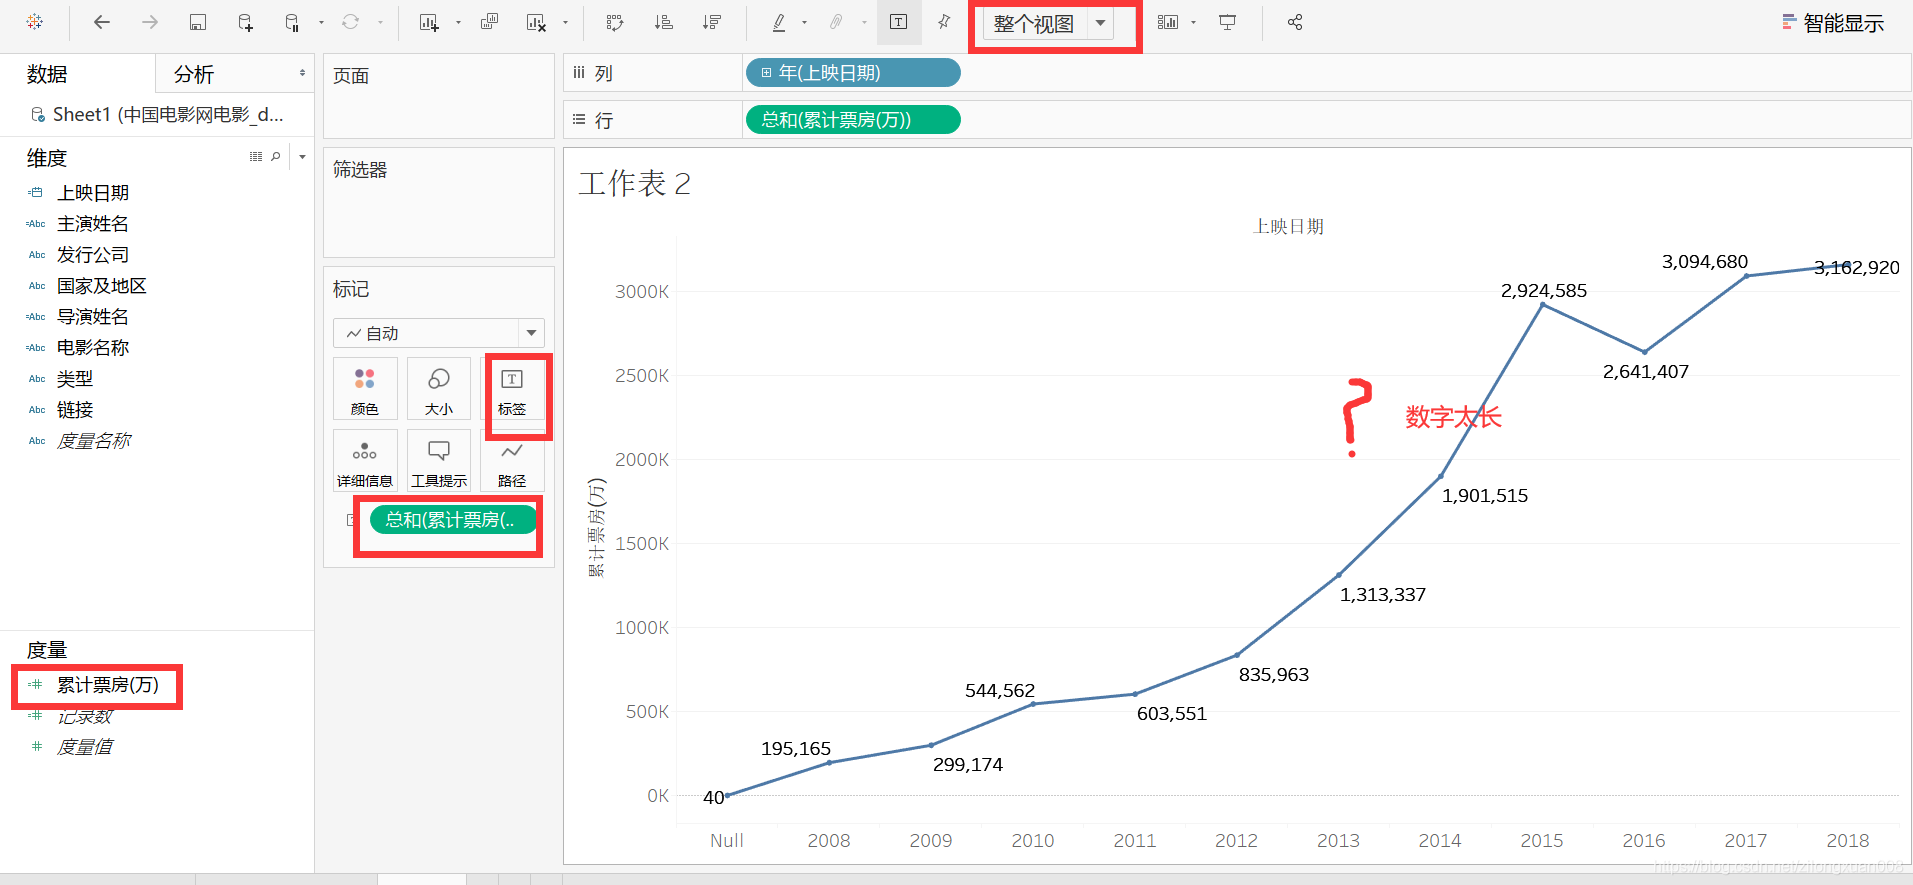 整个视图
智能显示
数据
分析
Sheet1 (中国电影网电影_d...
维度
上映日期
Abc 主演姓名
Abc 发行公司
Abc 国家及地区
Abc 导演姓名
Abc 电影名称
Abc 类型
Abc 链接
Abc 度量名称
度量
累计票房(万)
记录数
度量值
页面
筛选器
标记
自动
颜色
大小
标签
详细信息
工具提示
路径
总和(累计票房(..
列
年(上映日期)
行
总和(累计票房(万))
工作表 2
上映日期
累计票房(万)
3000K
2500K
2000K
1500K
1000K
500K
0K
40
195,165
299,174
544,562
603,551
835,963
1,313,337
1,901,515
2,924,585
2,641,407
3,094,680
3,162,920
?
数字太长
Null
2008
2009
2010
2011
2012
2013
2014
2015
2016
2017
2018
https://blog.csdn.net/zitongxuan008